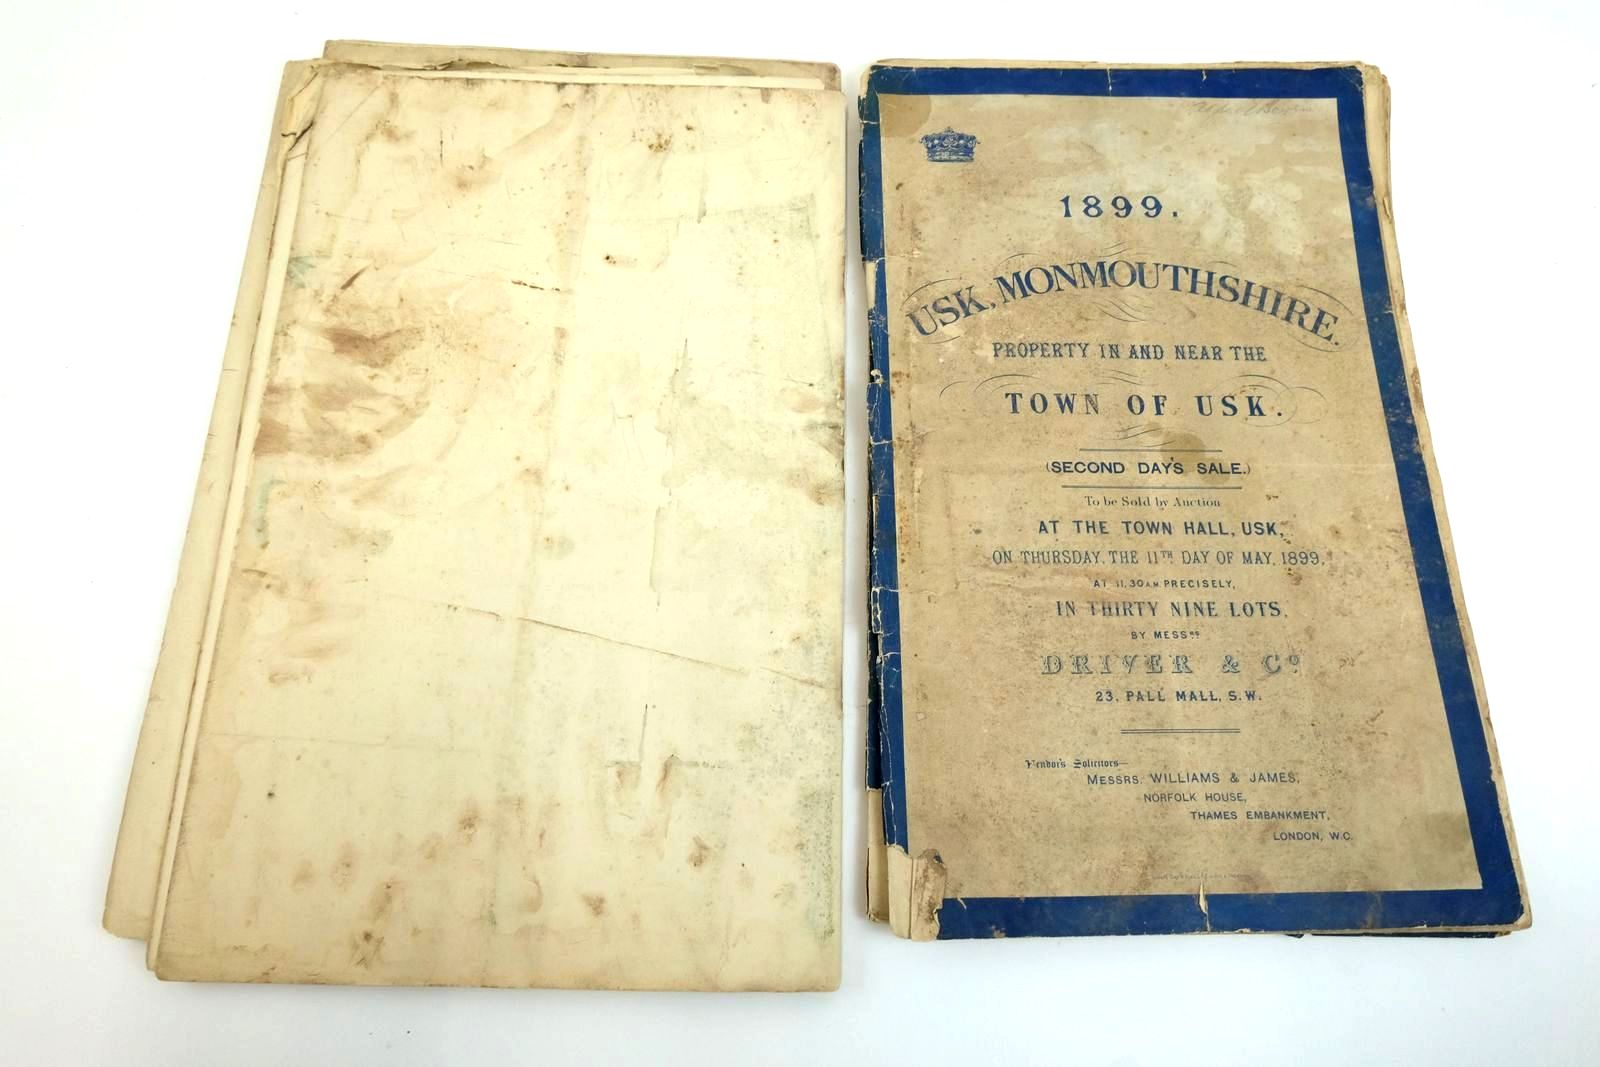 1899.
USK, MONMOUTHSHIRE.
PROPERTY IN AND NEAR THE
TOWN OF USK.
(SECOND DAY'S SALE.)
To be Sold by Auction
AT THE TOWN HALL, USK,
ON THURSDAY, THE 11TH DAY OF MAY, 1899,
AT 11.30 A.M. PRECISELY,
IN THIRTY NINE LOTS,
BY MESSRS
DRIVER & Co
23, PALL MALL, S.W.
Vendor's Solicitors—
MESSRS. WILLIAMS & JAMES,
NORFOLK HOUSE,
THAMES EMBANKMENT,
LONDON, W.C.